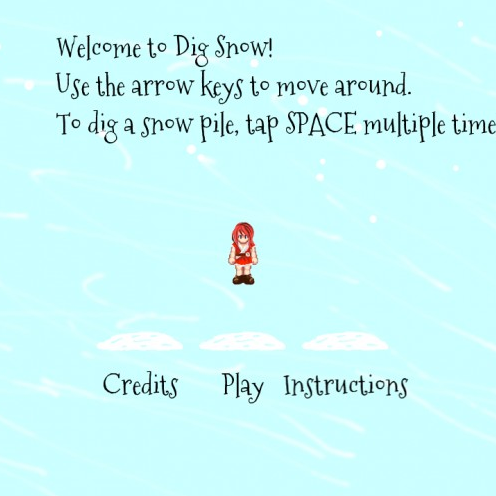 Welcome to Dig Snow!
Use the arrow keys to move around.
To dig a snow pile, tap SPACE multiple time
Credits Play Instructions